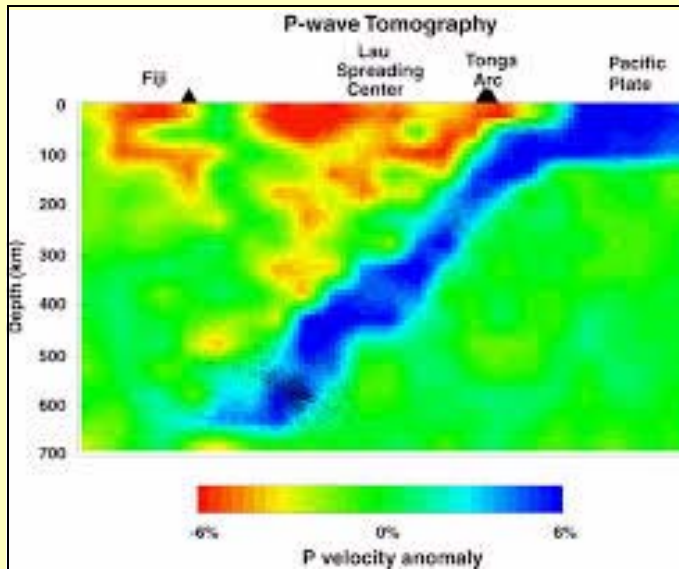 P-wave Tomography
Fiji
Lau
Spreading
Center
Tonga
Arc
Pacific
Plate
0
100
200
300
400
500
600
700
Depth (km)
-6%
0%
6%
P velocity anomaly